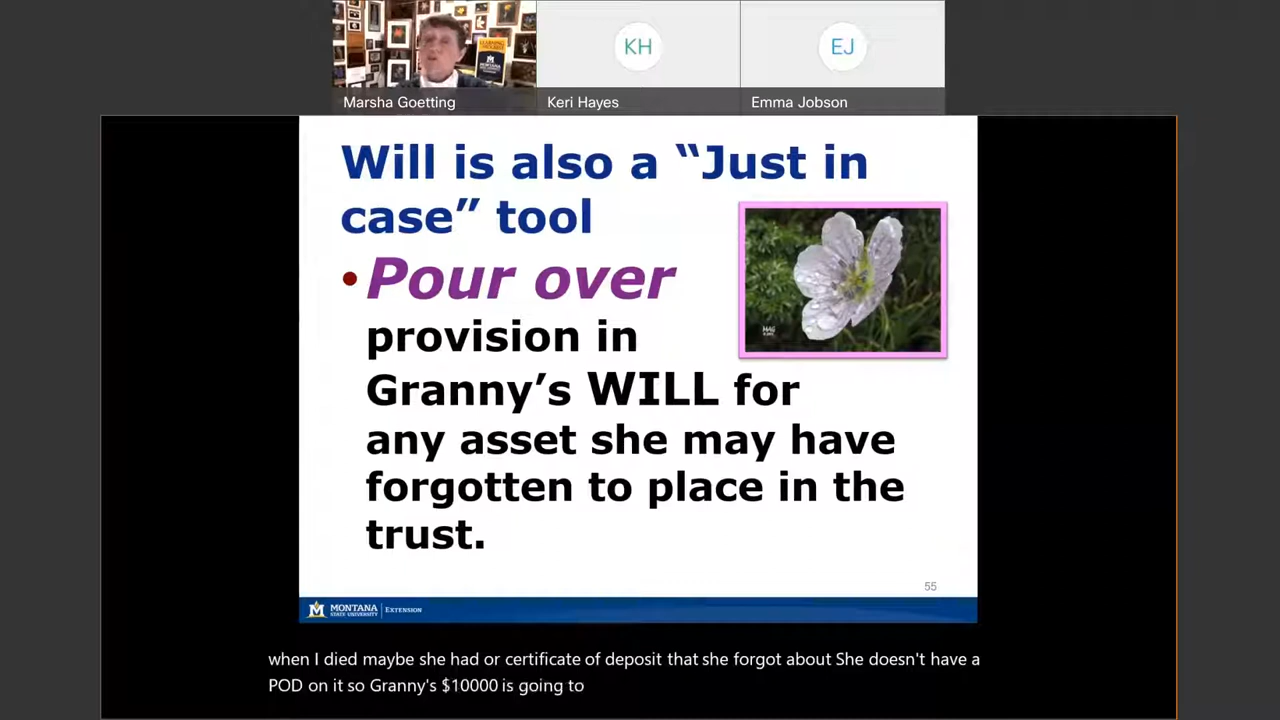 KH
EJ
Marsha Goetting
Keri Hayes
Emma Jobson
Will is also a “Just in
case” tool
•Pour over
provision in
Granny’s WILL for
any asset she may have
forgotten to place in the
trust.
55
MONTANA
STATE UNIVERSITY
EXTENSION
when I died maybe she had or certificate of deposit that she forgot about She doesn't have a
POD on it so Granny's $10000 is going to